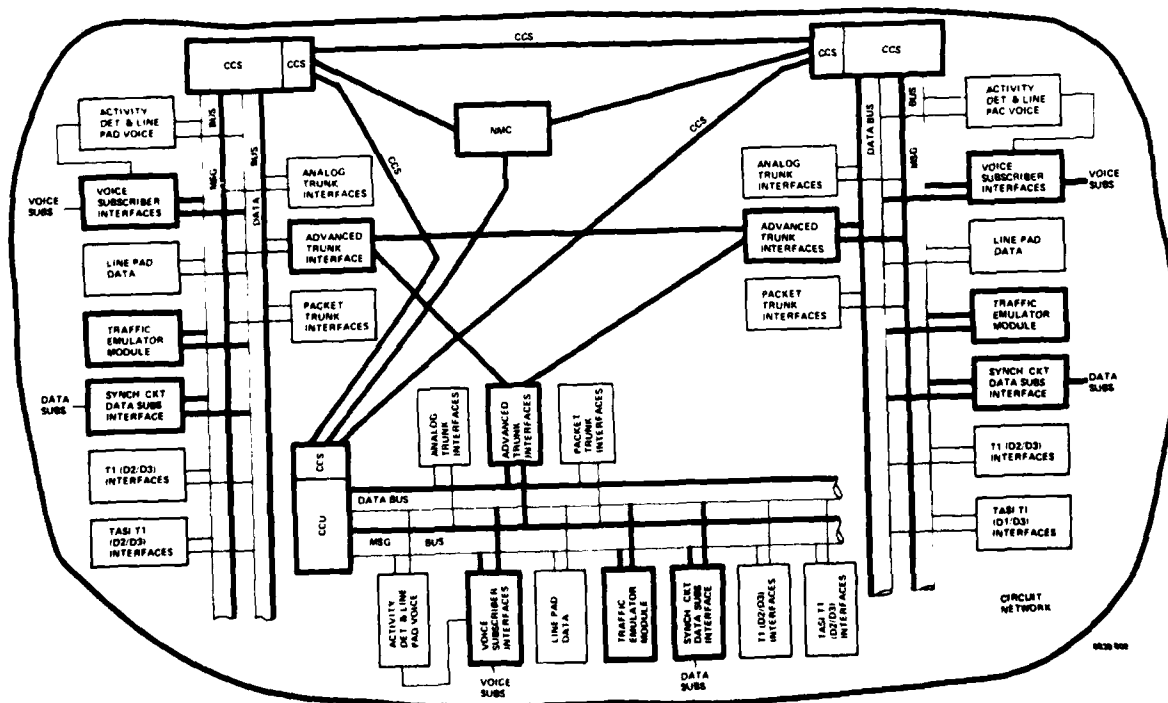 CCS
CCS
CCS
CCS
CCS
NMC
CCS
CCS
ACTIVITY
DET & LINE
PAD VOICE
BUS
MSG
BUS
DATA
VOICE SUBS
VOICE
SUBSCRIBER
INTERFACES
LINE PAD
DATA
TRAFFIC
EMULATOR
MODULE
DATA SUBS
SYNCH CKT
DATA SUBS
INTERFACE
T1 (D2/D3)
INTERFACES
TASI T1
(D2/D3)
INTERFACES
ANALOG
TRUNK
INTERFACES
ADVANCED
TRUNK
INTERFACE
PACKET
TRUNK
INTERFACES
ANALOG
TRUNK
INTERFACES
ADVANCED
TRUNK
INTERFACES
PACKET
TRUNK
INTERFACES
DATA BUS
BUS
MSG
ACTIVITY
DET & LINE
PAC VOICE
VOICE
SUBSCRIBER
INTERFACES
VOICE
SUBS
LINE PAD
DATA
TRAFFIC
EMULATOR
MODULE
SYNCH CKT
DATA SUBS
INTERFACE
DATA
SUBS
T1 (D2/D3)
INTERFACES
TASI T1
(D1/D3)
INTERFACES
CCS
CCU
ANALOG
TRUNK
INTERFACES
ADVANCED
TRUNK
INTERFACES
PACKET
TRUNK
INTERFACES
DATA BUS
MSG BUS
ACTIVITY
DET & LINE
PAD VOICE
VOICE
SUBSCRIBER
INTERFACES
LINE PAD
DATA
TRAFFIC
EMULATOR
MODULE
SYNCH CKT
DATA SUBS
INTERFACE
T1 (D2/D3)
INTERFACES
TASI T1
(D2/D3)
INTERFACES
VOICE
SUBS
DATA
SUBS
CIRCUIT
NETWORK